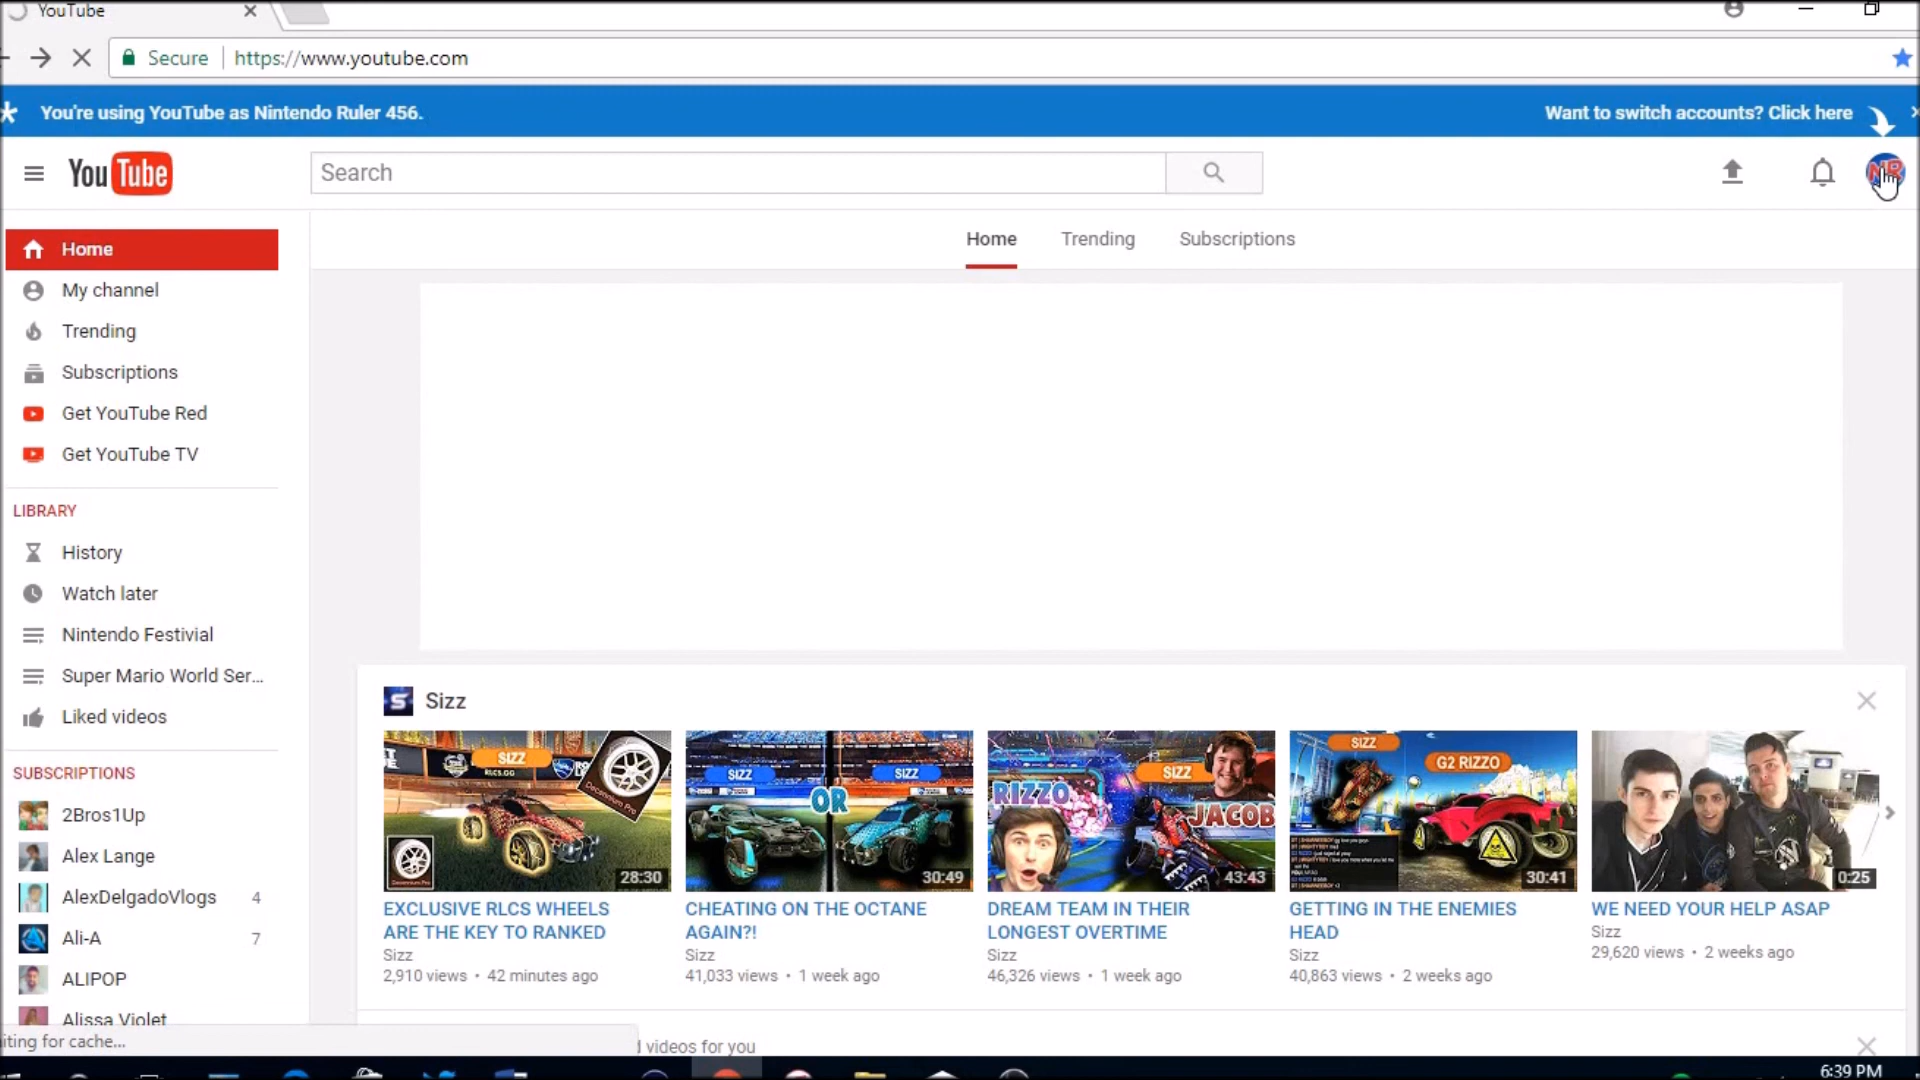 YouTube
Secure
https://www.youtube.com
You're using YouTube as Nintendo Ruler 456.
Want to switch accounts? Click here
YouTube
Search
NR
Home
Trending
Subscriptions
Home
My channel
Trending
Subscriptions
Get YouTube Red
Get YouTube TV
LIBRARY
History
Watch later
Nintendo Festivial
Super Mario World Ser...
Liked videos
SUBSCRIPTIONS
2Bros1Up
Alex Lange
AlexDelgadoVlogs 4
Ali-A 7
ALIPOP
Alissa Violet
iting for cache...
S Sizz
SIZZ
RLCS.GG
Decennium Pro
Decennium Pro
28:30
EXCLUSIVE RLCS WHEELS
ARE THE KEY TO RANKED
Sizz
2,910 views • 42 minutes ago
SIZZ
SIZZ
OR
30:49
CHEATING ON THE OCTANE
AGAIN?!
Sizz
41,033 views • 1 week ago
SIZZ
RIZZO
JACOB
43:43
DREAM TEAM IN THEIR
LONGEST OVERTIME
Sizz
46,326 views • 1 week ago
SIZZ
G2 RIZZO
30:41
GETTING IN THE ENEMIES
HEAD
Sizz
40,863 views • 2 weeks ago
0:25
WE NEED YOUR HELP ASAP
Sizz
29,620 views • 2 weeks ago
videos for you
6:39 PM